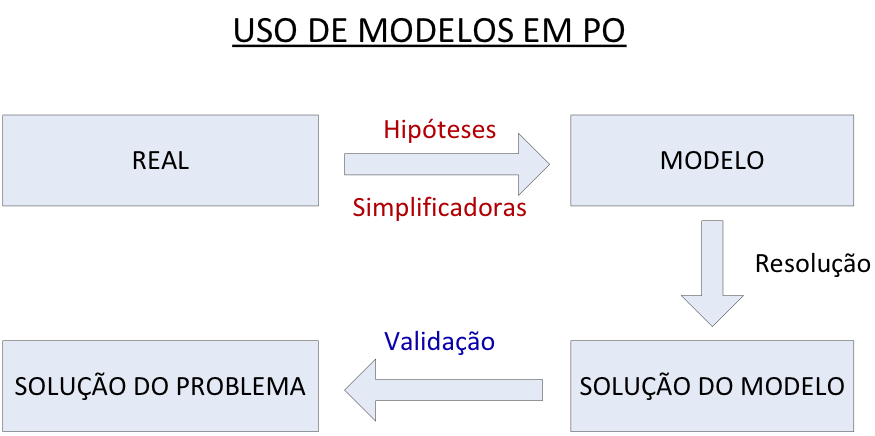 USO DE MODELOS EM PO
Hipóteses
REAL
MODELO
Simplificadoras
Resolução
Validação
SOLUÇÃO DO PROBLEMA
SOLUÇÃO DO MODELO